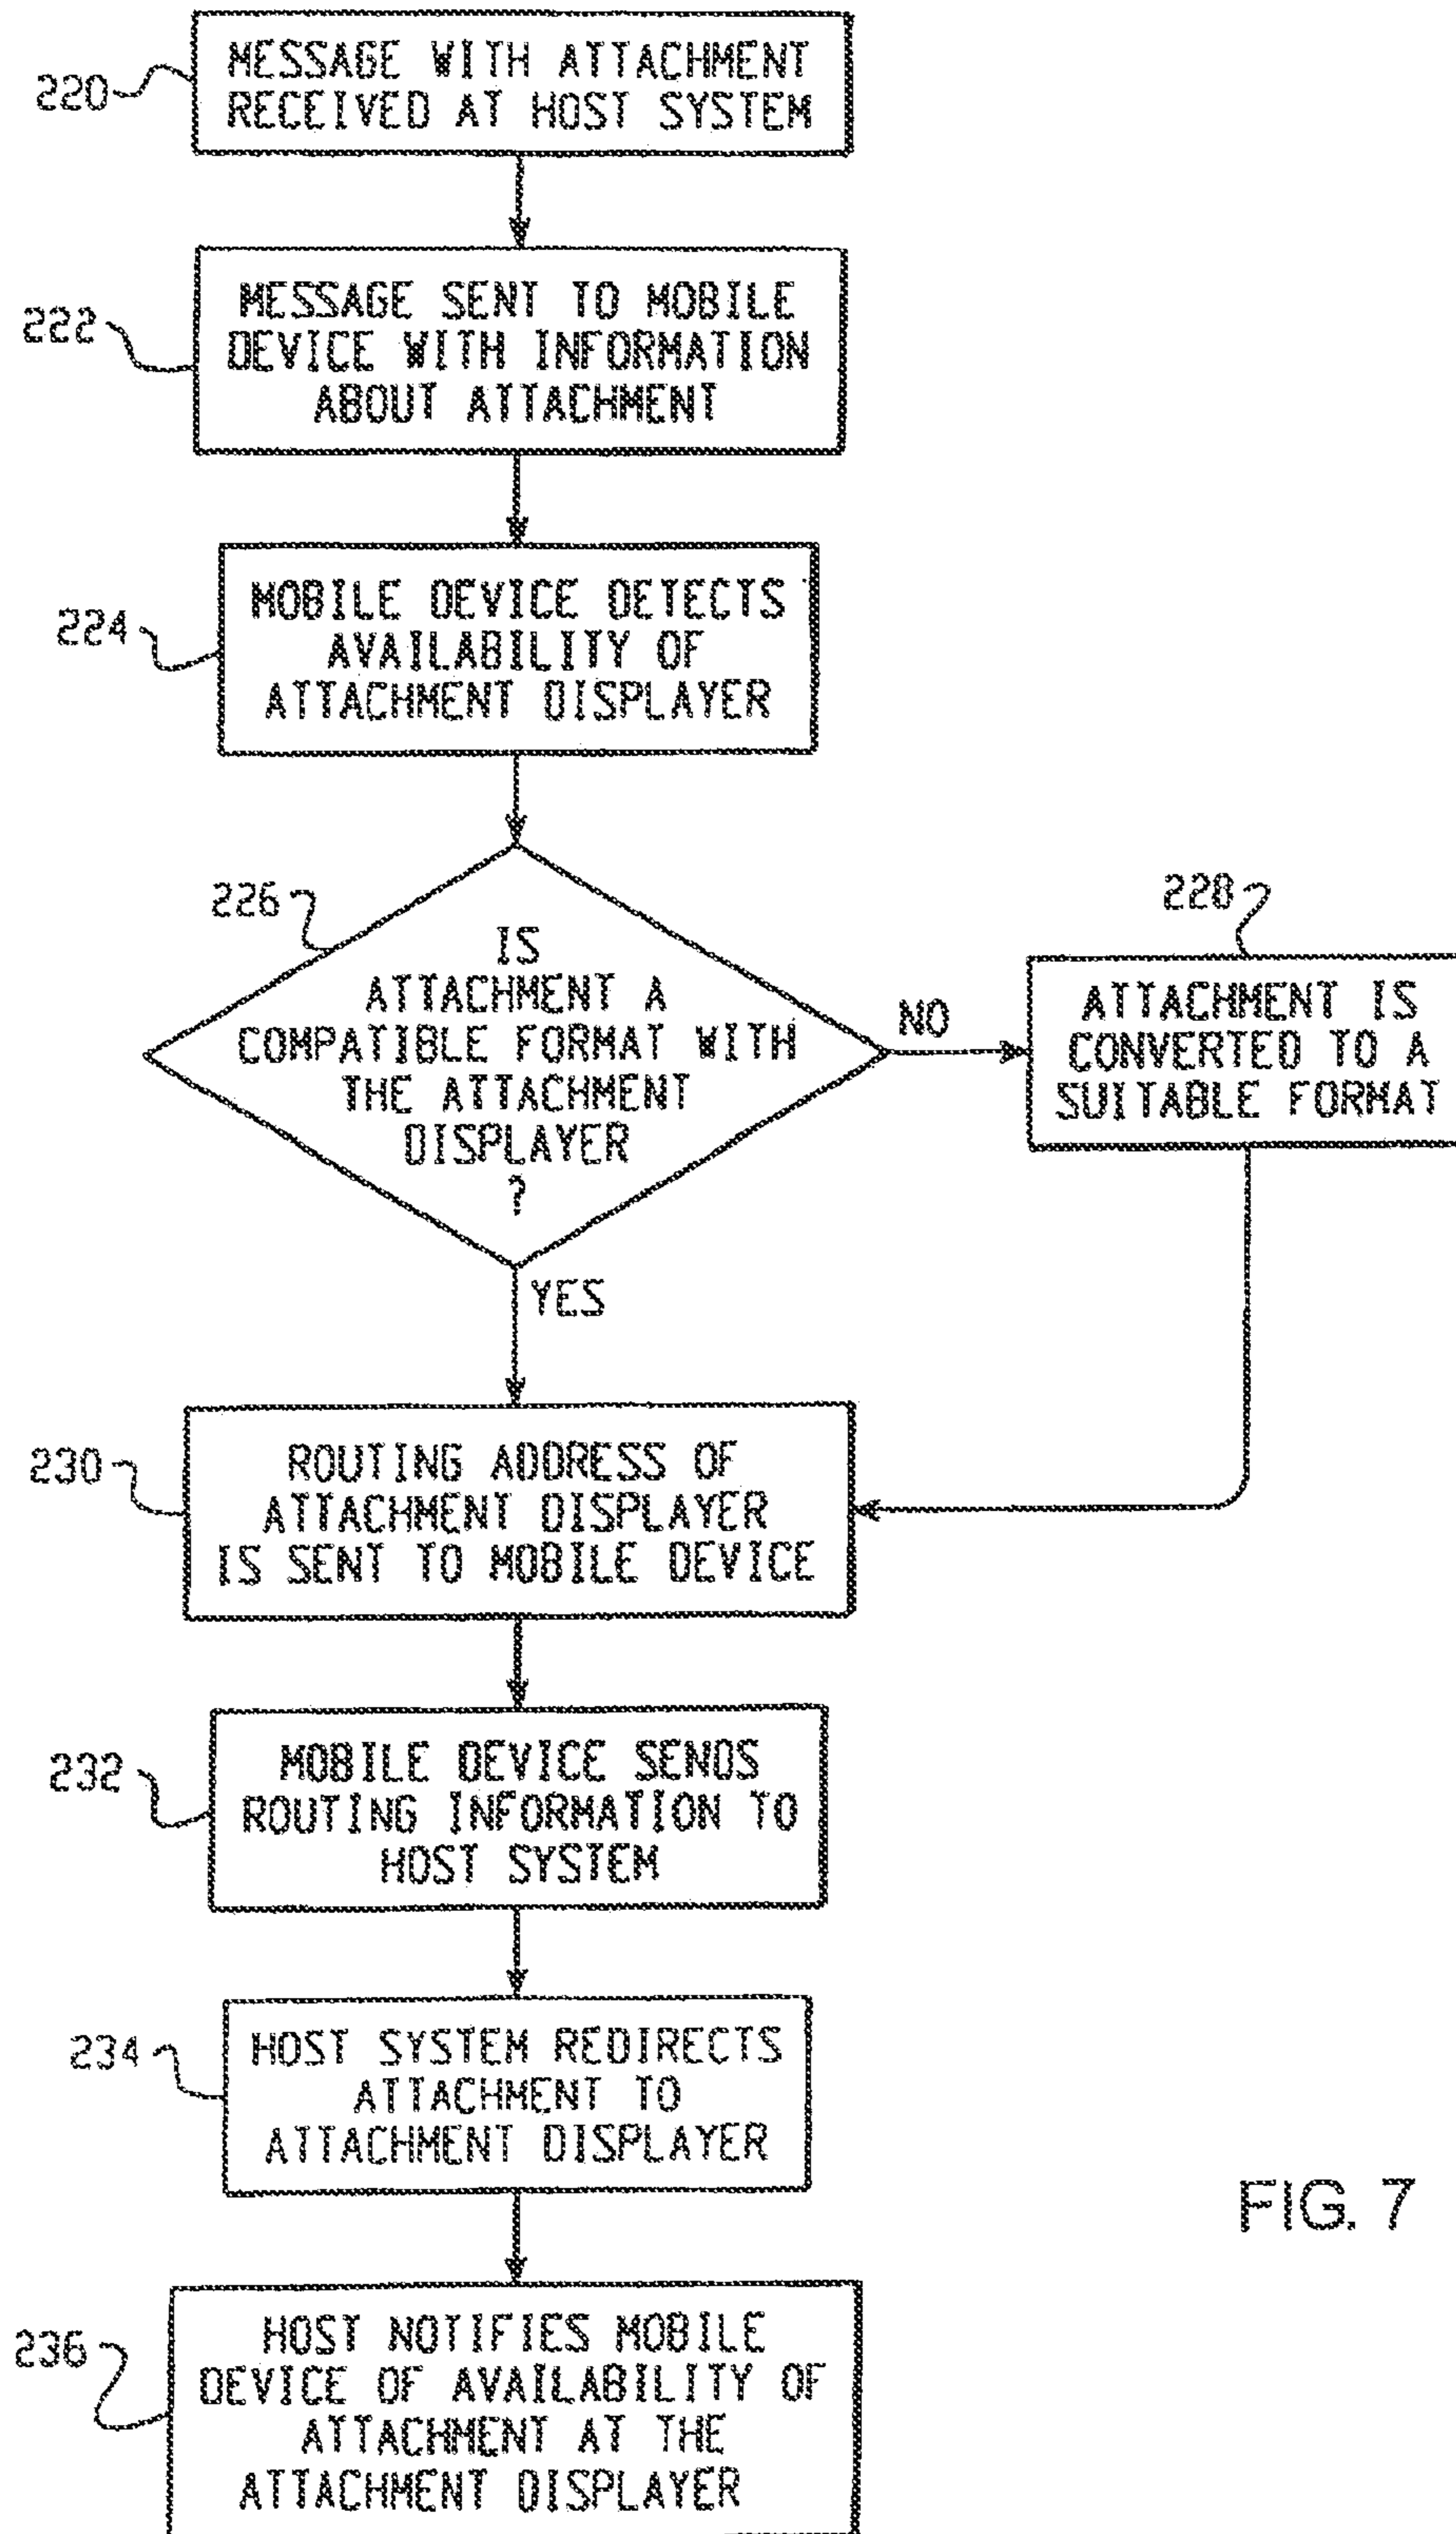 220
MESSAGE WITH ATTACHMENT
RECEIVED AT HOST SYSTEM
222
MESSAGE SENT TO MOBILE
DEVICE WITH INFORMATION
ABOUT ATTACHMENT
224
MOBILE DEVICE DETECTS
AVAILABILITY OF
ATTACHMENT DISPLAYER
226
IS
ATTACHMENT A
COMPATIBLE FORMAT WITH
THE ATTACHMENT
DISPLAYER
?
NO
228
ATTACHMENT IS
CONVERTED TO A
SUITABLE FORMAT
YES
230
ROUTING ADDRESS OF
ATTACHMENT DISPLAYER
IS SENT TO MOBILE DEVICE
232
MOBILE DEVICE SENDS
ROUTING INFORMATION TO
HOST SYSTEM
234
HOST SYSTEM REDIRECTS
ATTACHMENT TO
ATTACHMENT DISPLAYER
236
HOST NOTIFIES MOBILE
DEVICE OF AVAILABILITY OF
ATTACHMENT AT THE
ATTACHMENT DISPLAYER
FIG. 7